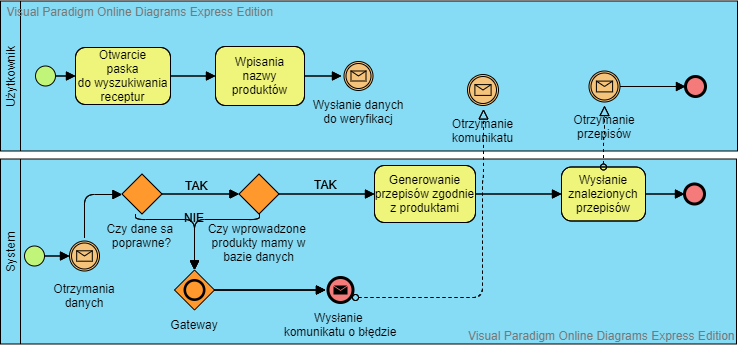 Visual Paradigm Online Diagrams Express Edition
Użytkownik
Otwarcie
paska
do wyszukiwania
receptur
Wpisania
nazwy
produktów
Wysłanie danych
do weryfikacj
Otrzymanie
komunikatu
Otrzymanie
przepisów
System
Otrzymania
danych
Czy dane sa
poprawne?
TAK
NIE
Czy wprowadzone
produkty mamy w
bazie danych
TAK
Generowanie
przepisów zgodnie
z produktami
Wysłanie
znalezionych
przepisów
Gateway
Wysłanie
komunikatu o błędzie
Visual Paradigm Online Diagrams Express Edition